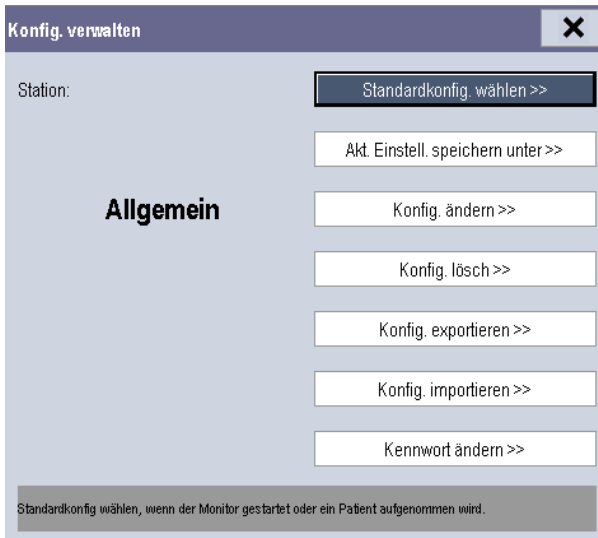 Konfig. verwalten
Station:
Standardkonfig. wählen >>
Akt. Einstell. speichern unter >>
Allgemein
Konfig. ändern >>
Konfig. lösch >>
Konfig. exportieren >>
Konfig. importieren >>
Kennwort ändern >>
Standardkonfig wählen, wenn der Monitor gestartet oder ein Patient aufgenommen wird.